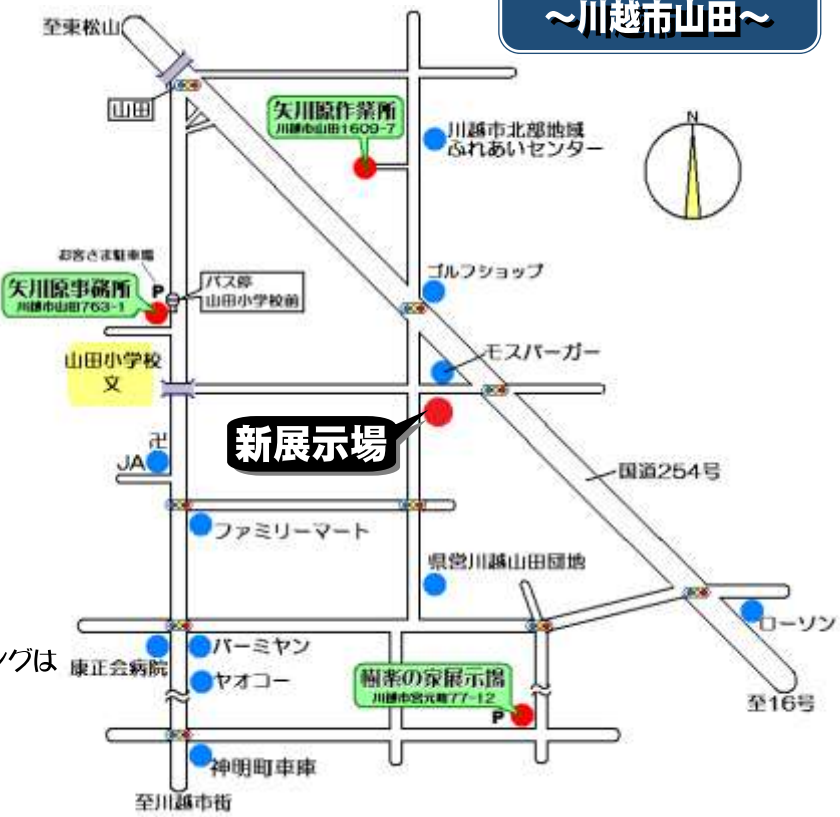 ～川越市山田～
至東松山
山田
矢川原作業所
川越市山田1609-7
川越市北部地域
ふれあいセンター
N
お客さま駐車場
P
矢川原事務所
川越市山田763-1
バス停
山田小学校前
ゴルフショップ
モスバーガー
山田小学校
文
新展示場
卍
JA
国道254号
ファミリーマート
県営川越山田団地
ローソン
ングは
康正会病院
バーミヤン
ヤオコー
樹楽の家展示場
川越市宮元町77-12
P
至16号
神明町車庫
至川越市街